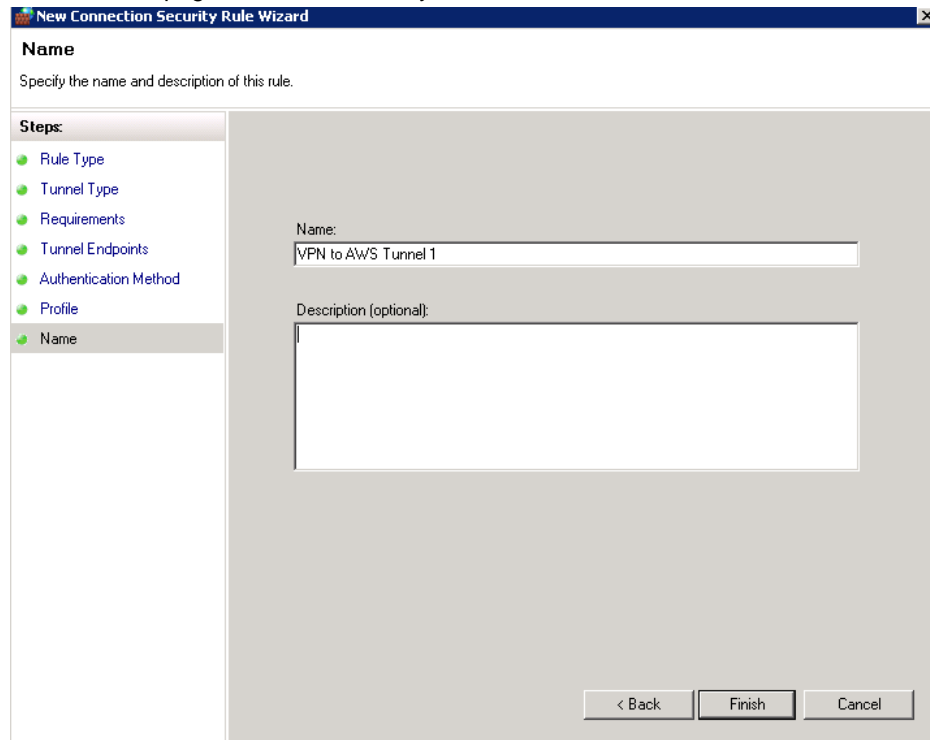 New Connection Security Rule Wizard
Name
Specify the name and description of this rule.
Steps:
Rule Type
Tunnel Type
Requirements
Tunnel Endpoints
Authentication Method
Profile
Name
Name:
VPN to AWS Tunnel 1
Description (optional):
< Back Finish Cancel